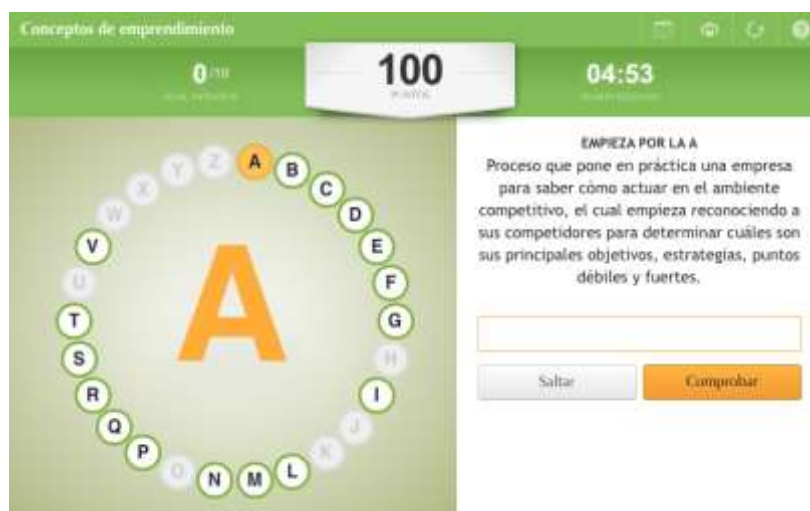 Conceptos de emprendimiento
0/10
100
PUNTOS
04:53
EMPIEZA POR LA A
Proceso que pone en práctica una empresa
para saber cómo actuar en el ambiente
competitivo, el cual empieza reconociendo a
sus competidores para determinar cuáles son
sus principales objetivos, estrategias, puntos
débiles y fuertes.
Saltar
Comprobar
A
A
B
C
D
E
F
G
H
I
J
K
L
M
N
O
P
Q
R
S
T
U
V
W
X
Y
Z